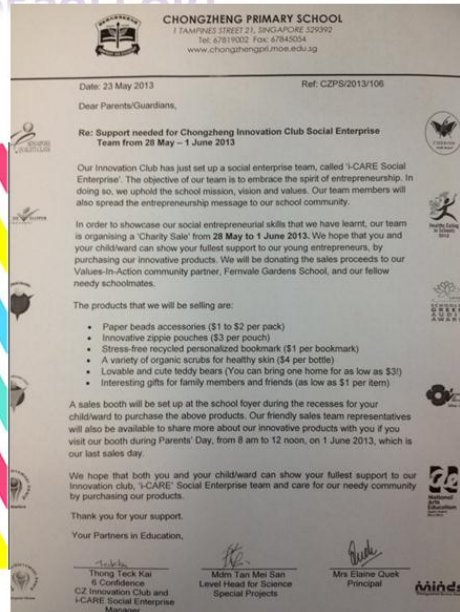 CHONGZHENG PRIMARY SCHOOL
1 TAMPINES STREET 21, SINGAPORE 529392
Tel: 67819002 Fax: 67845054
www.chongzhengpri.moe.edu.sg
Date: 23 May 2013 Ref: CZPS/2013/106
Dear Parents/Guardians,
Re: Support needed for Chongzheng Innovation Club Social Enterprise
Team from 28 May – 1 June 2013
Our Innovation Club has just set up a social enterprise team, called 'i-CARE Social
Enterprise'. The objective of our team is to embrace the spirit of entrepreneurship. In
doing so, we uphold the school mission, vision and values. Our team members will
also spread the entrepreneurship message to our school community.
In order to showcase our social entrepreneurial skills that we have learnt, our team
is organising a 'Charity Sale' from 28 May to 1 June 2013. We hope that you and
your child/ward can show your fullest support to our young entrepreneurs, by
purchasing our innovative products. We will be donating the sales proceeds to our
Values-In-Action community partner, Fernvale Gardens School, and our fellow
needy schoolmates.
The products that we will be selling are:
• Paper beads accessories ($1 to $2 per pack)
• Innovative zippie pouches ($3 per pouch)
• Stress-free recycled personalized bookmark ($1 per bookmark)
• A variety of organic scrubs for healthy skin ($4 per bottle)
• Lovable and cute teddy bears (You can bring one home for as low as $3!)
• Interesting gifts for family members and friends (as low as $1 per item)
A sales booth will be set up at the school foyer during the recesses for your
child/ward to purchase the above products. Our friendly sales team representatives
will also be available to share more about our innovative products with you if you
visit our booth during Parents' Day, from 8 am to 12 noon, on 1 June 2013, which is
our last sales day.
We hope that both you and your child/ward can show your fullest support to our
Innovation club, 'i-CARE' Social Enterprise team and care for our needy community
by purchasing our products.
Thank you for your support.
Your Partners in Education,
Thong Teck Kai Mdm Tan Mei San Mrs Elaine Quek
6 Confidence Level Head for Science Principal
CZ Innovation Club and Special Projects
i-CARE Social Enterprise
Manager
National
Arts
Education
minds